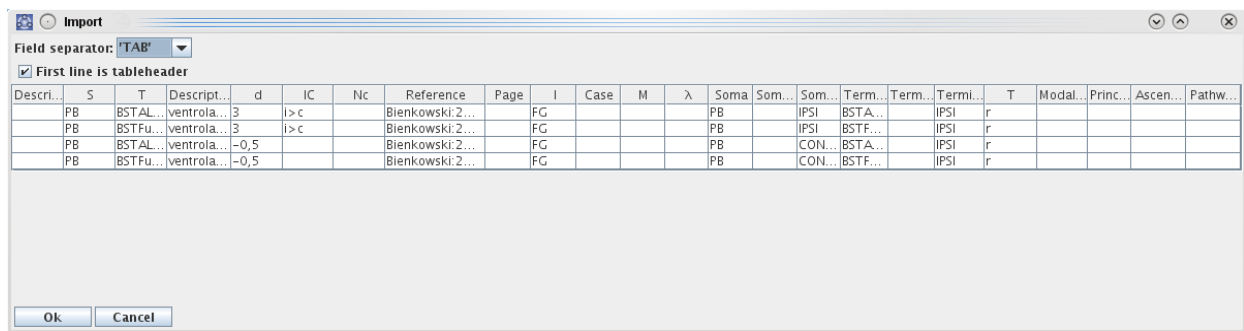 Import
Field separator: 'TAB'
First line is tableheader
Descri... S T Descript... d IC Nc Reference Page I Case M λ Soma Som... Som... Term... Term... Termi... T Modal... Princ... Ascen... Pathw...
PB BSTAL... ventrola... 3 i>c Bienkowski:2... FG PB IPSI BSTA... IPSI r
PB BSTFu... ventrola... 3 i>c Bienkowski:2... FG PB IPSI BSTF... IPSI r
PB BSTAL... ventrola... -0,5 Bienkowski:2... FG PB CON... BSTA... IPSI r
PB BSTFu... ventrola... -0,5 Bienkowski:2... FG PB CON... BSTF... IPSI r
Ok Cancel